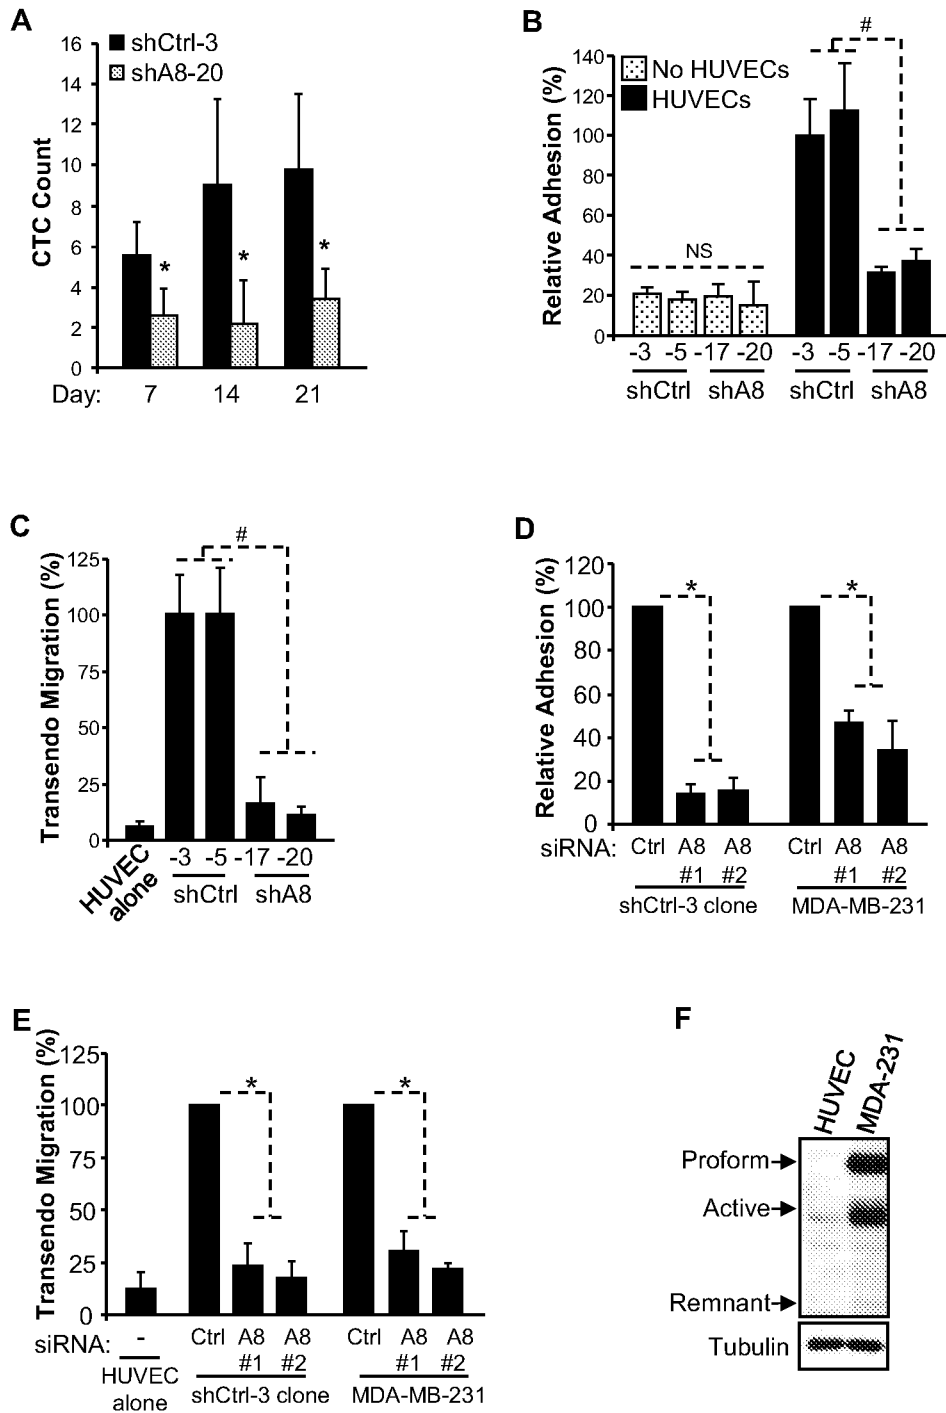 A
CTC Count
16
14
12
10
8
6
4
2
0
shCtrl-3
shA8-20
*
*
*
Day: 7 14 21
B
Relative Adhesion (%)
140
120
100
80
60
40
20
0
No HUVECs
HUVECs
NS
#
-3 -5 -17 -20 -3 -5 -17 -20
shCtrl shA8 shCtrl shA8
C
Transendo Migration (%)
125
100
75
50
25
0
#
HUVEC alone
-3 -5 -17 -20
shCtrl shA8
D
Relative Adhesion (%)
120
100
80
60
40
20
0
* *
siRNA: Ctrl A8 A8 Ctrl A8 A8
#1 #2 #1 #2
shCtrl-3 clone MDA-MB-231
E
Transendo Migration (%)
125
100
75
50
25
0
* *
siRNA: - Ctrl A8 A8 Ctrl A8 A8
#1 #2 #1 #2
HUVEC
alone
shCtrl-3 clone MDA-MB-231
F
HUVEC
MDA-231
Proform
Active
Remnant
Tubulin